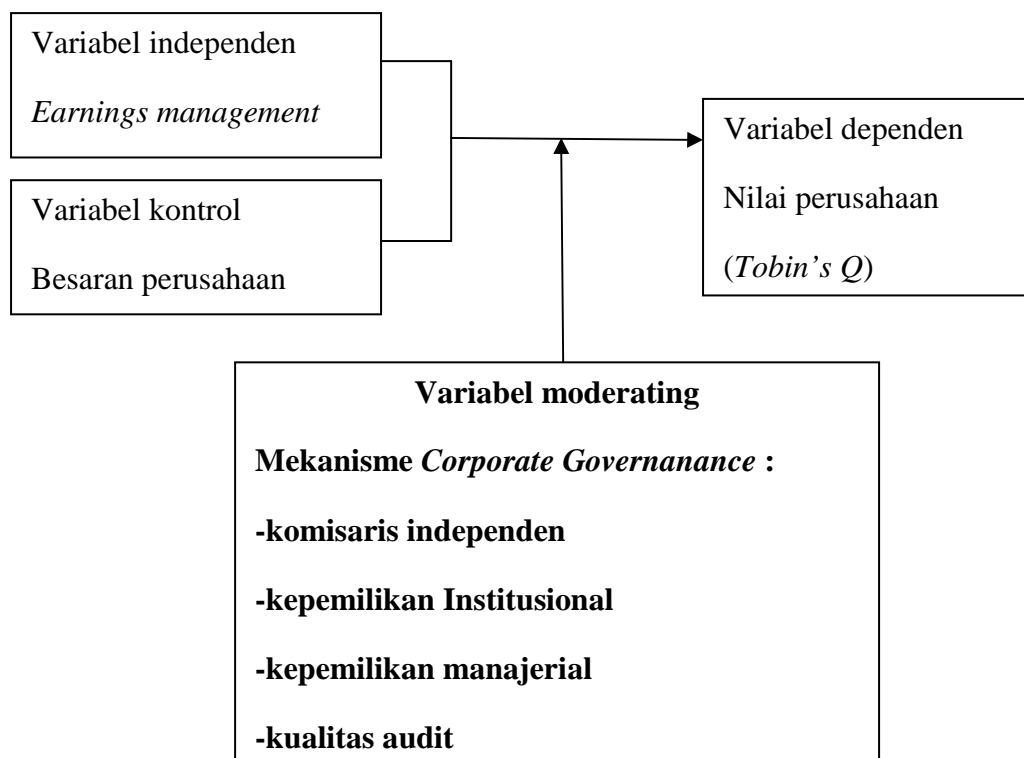 Variabel independen
Earnings management
Variabel kontrol
Besaran perusahaan
Variabel dependen
Nilai perusahaan
(Tobin’s Q)
Variabel moderating
Mekanisme Corporate Governanance :
-komisaris independen
-kepemilikan Institusional
-kepemilikan manajerial
-kualitas audit